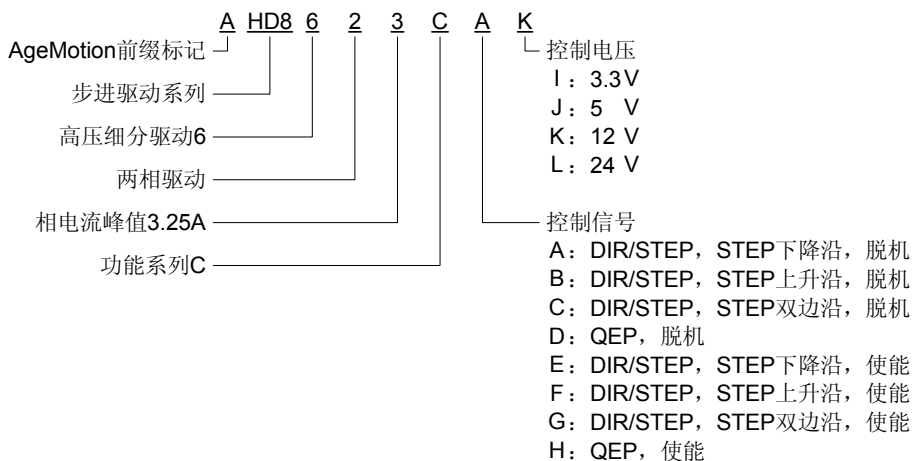 A HD8 6 2 3 C A K
AgeMotion前缀标记
步进驱动系列
高压细分驱动6
两相驱动
相电流峰值3.25A
功能系列C
控制电压
I：3.3V
J：5 V
K：12 V
L：24 V
控制信号
A：DIR/STEP，STEP下降沿，脱机
B：DIR/STEP，STEP上升沿，脱机
C：DIR/STEP，STEP双边沿，脱机
D：QEP，脱机
E：DIR/STEP，STEP下降沿，使能
F：DIR/STEP，STEP上升沿，使能
G：DIR/STEP，STEP双边沿，使能
H：QEP，使能